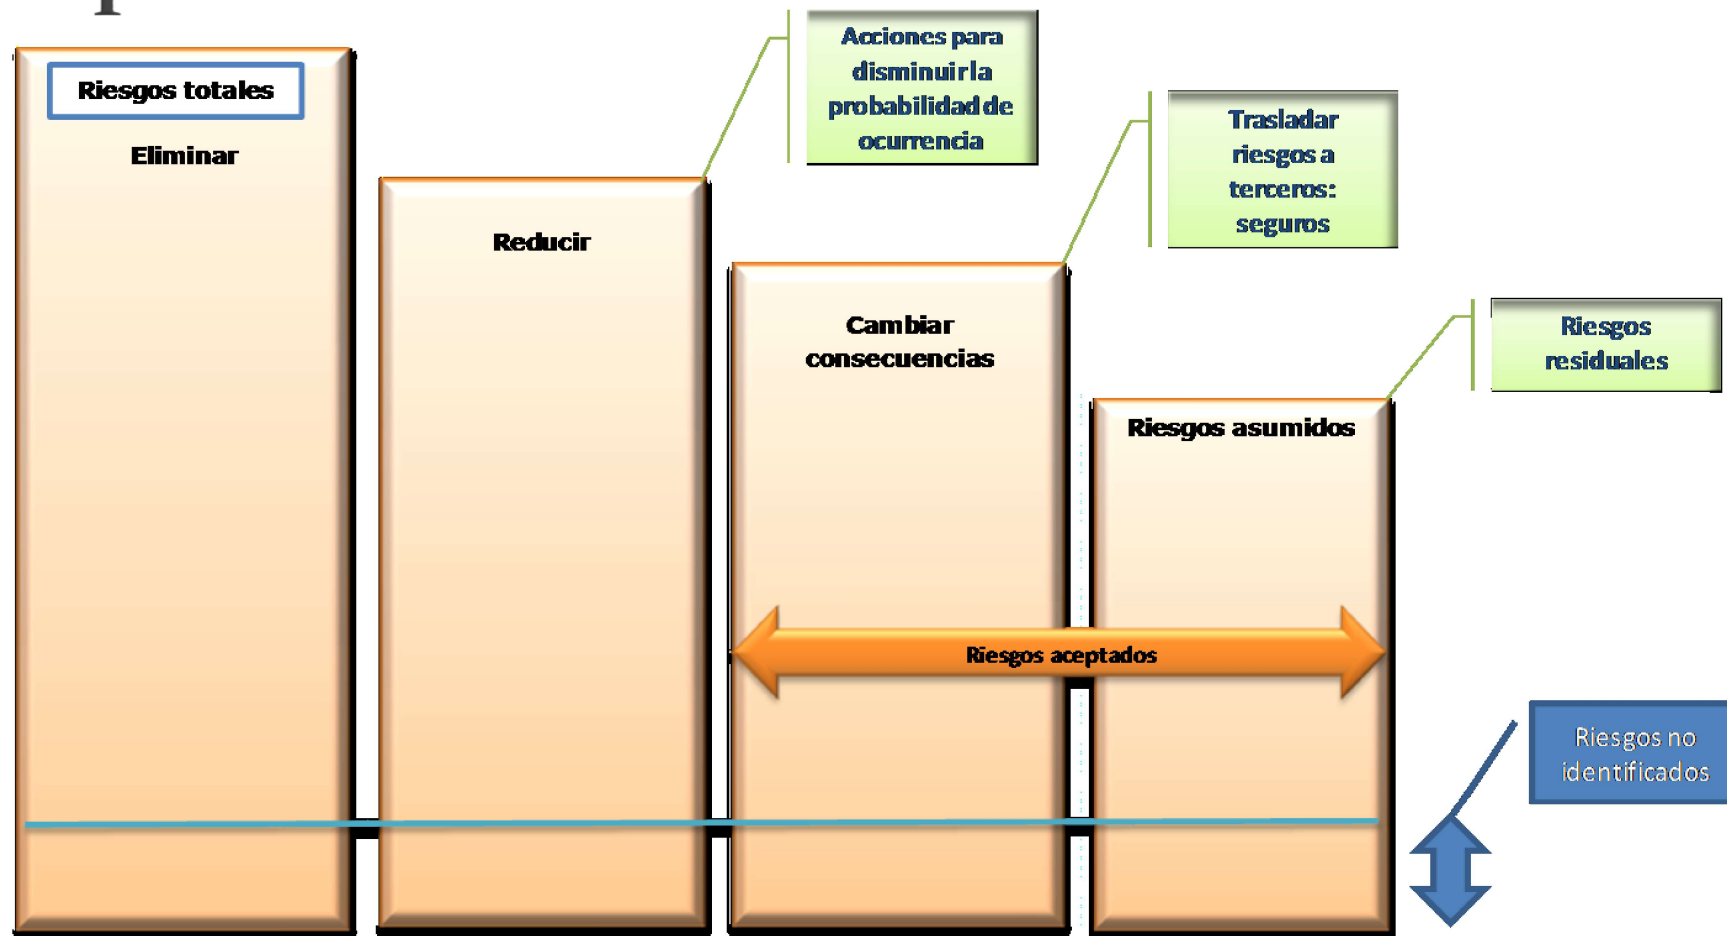 Riesgos totales
Eliminar
Reducir
Acciones para
disminuir la
probabilidad de
ocurrencia
Cambiar
consecuencias
Trasladar
riesgos a
terceros:
seguros
Riesgos asumidos
Riesgos
residuales
Riesgos aceptados
Riesgos no
identificados